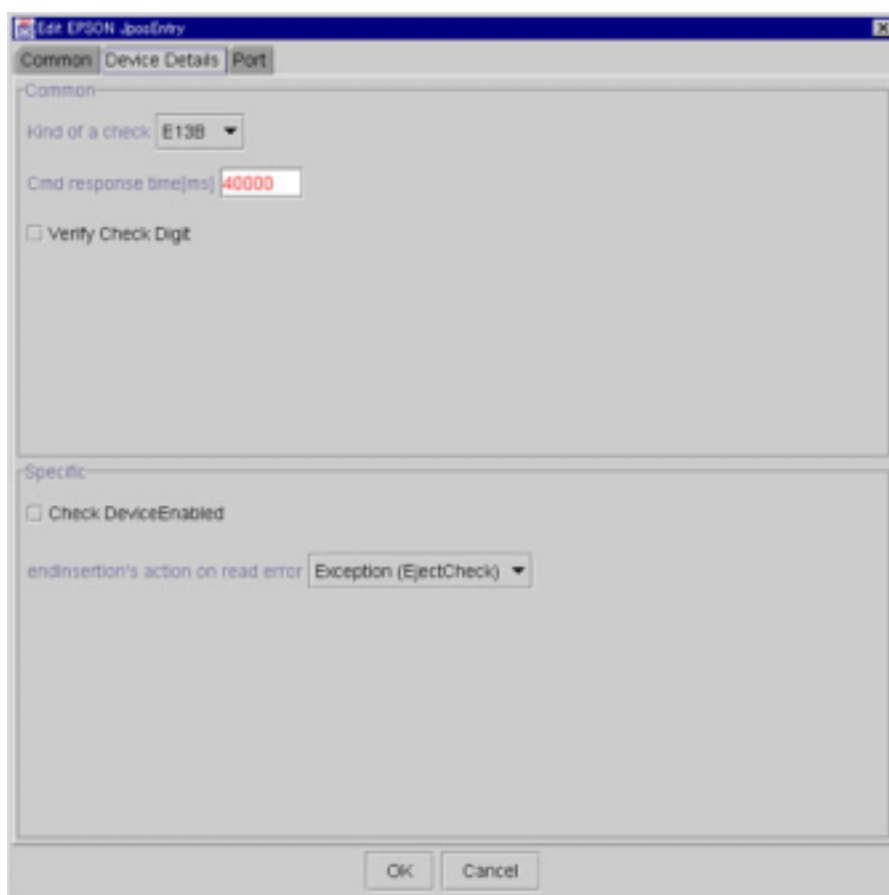 Edit EPSON JposEntry
Common Device Details Port
Common
Kind of a check E13B
Cmd response time(ms) 40000
Verify Check Digit
Specific
Check DeviceEnabled
endInsertion's action on read error Exception (EjectCheck)
OK Cancel